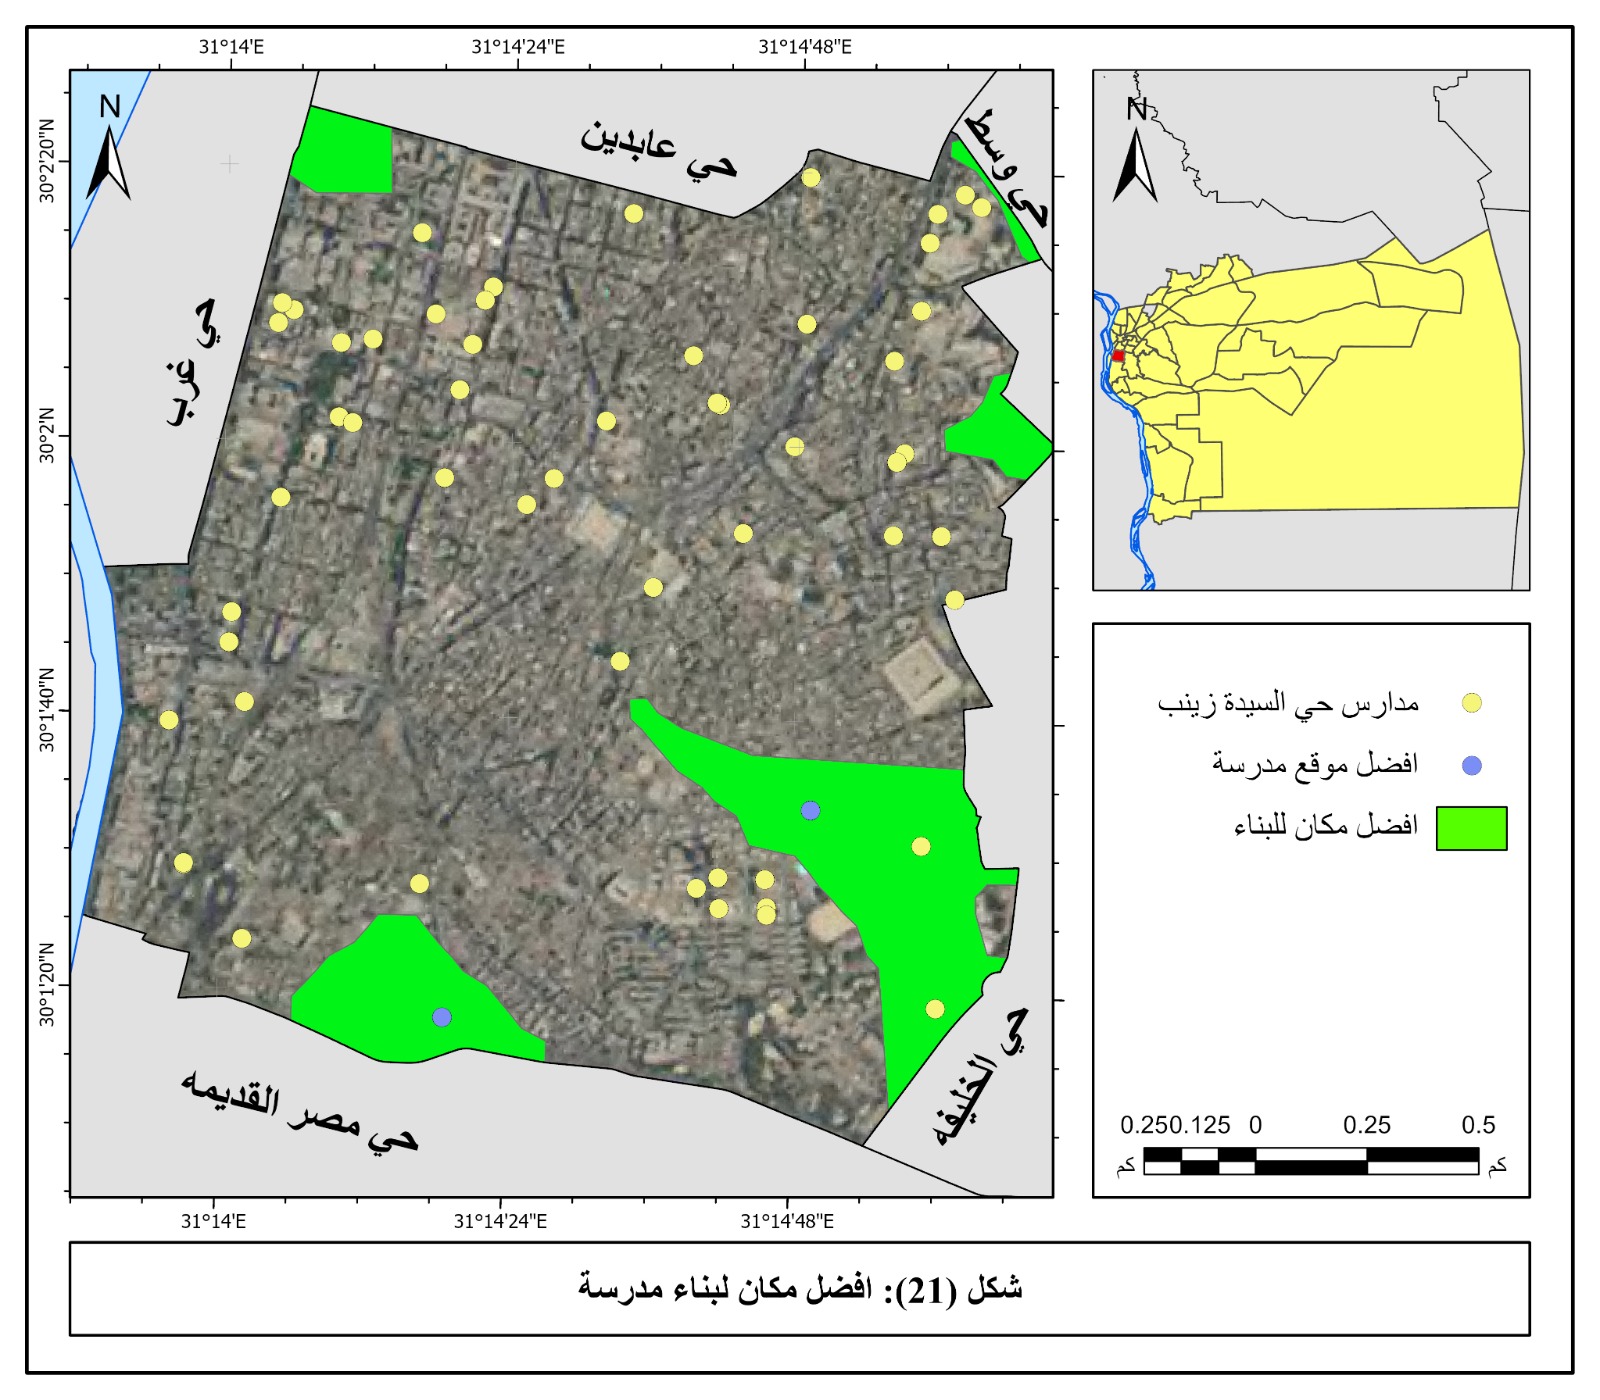 31°14'E
31°14'24"E
31°14'48"E
30°2'20"N
30°2'N
30°1'40"N
30°1'20"N
N
حي عابدين
حي وسط
حي غرب
حي الخليفه
حي مصر القديمه
31°14'E
31°14'24"E
31°14'48"E
N
مدارس حي السيدة زينب
افضل موقع مدرسة
افضل مكان للبناء
0.25 0.125 0 0.25 0.5
كم كم
شكل (21): افضل مكان لبناء مدرسة